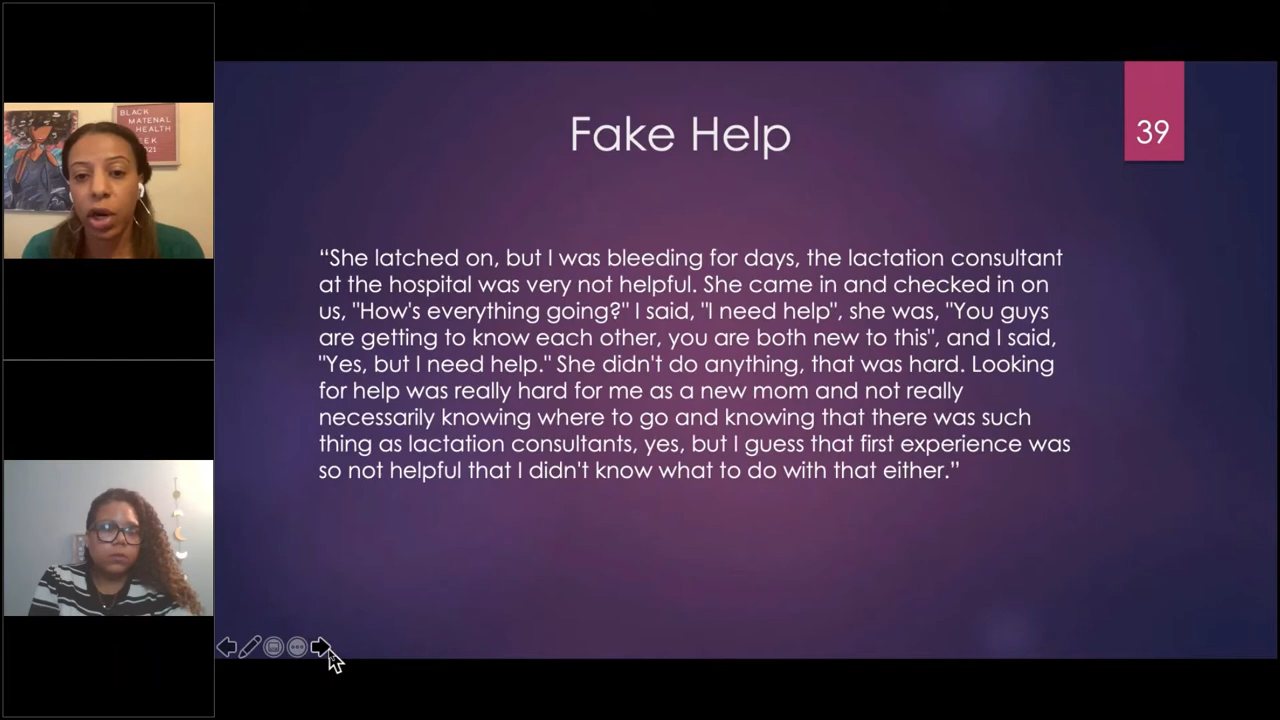 BLACK
MATENAL
HEALTH
EEK
2021
Fake Help
39
“She latched on, but I was bleeding for days, the lactation consultant
at the hospital was very not helpful. She came in and checked in on
us, "How's everything going?" I said, "I need help", she was, "You guys
are getting to know each other, you are both new to this", and I said,
"Yes, but I need help." She didn't do anything, that was hard. Looking
for help was really hard for me as a new mom and not really
necessarily knowing where to go and knowing that there was such
thing as lactation consultants, yes, but I guess that first experience was
so not helpful that I didn't know what to do with that either.”